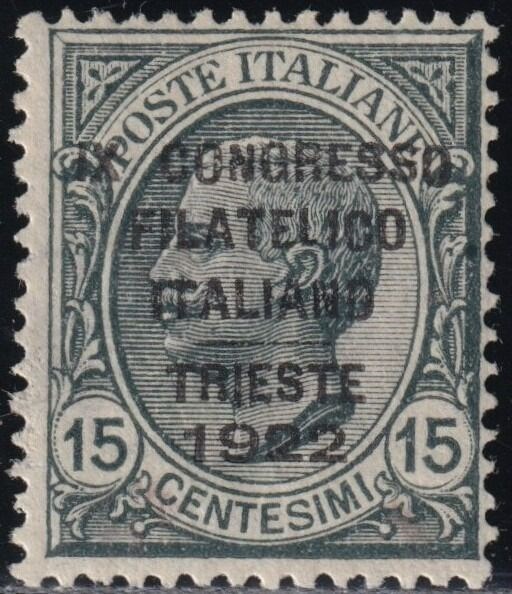 POSTE ITALIANE
IX° CONGRESSO
FILATELICO
ITALIANO
TRIESTE
1922
15
15
CENTESIMI